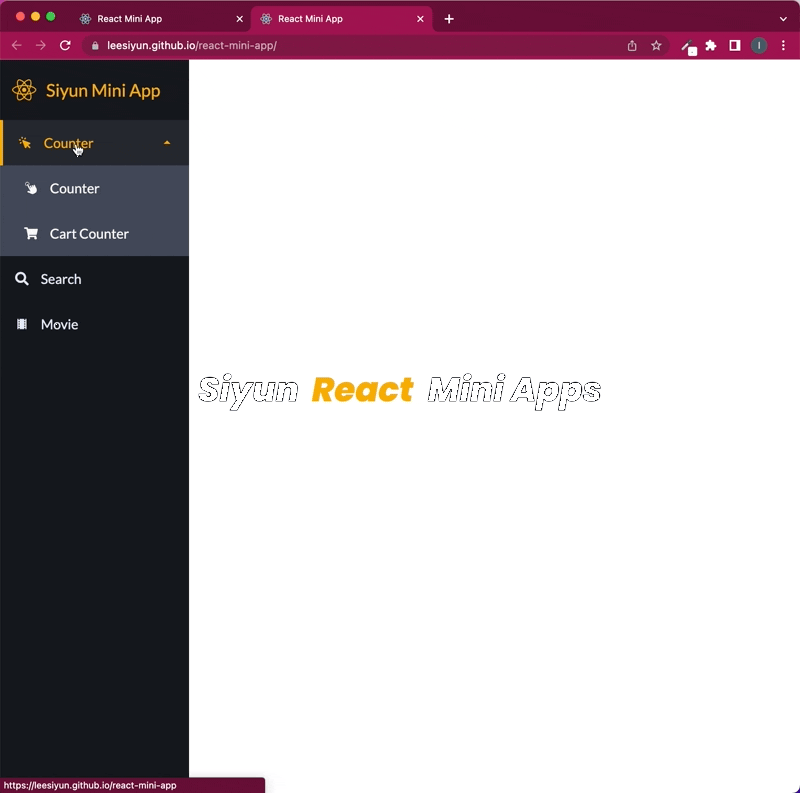 React Mini App
React Mini App
leesiyun.github.io/react-mini-app/
I
Siyun Mini App
Counter
Counter
Cart Counter
Search
Movie
Siyun React Mini Apps
https://leesiyun.github.io/react-mini-app